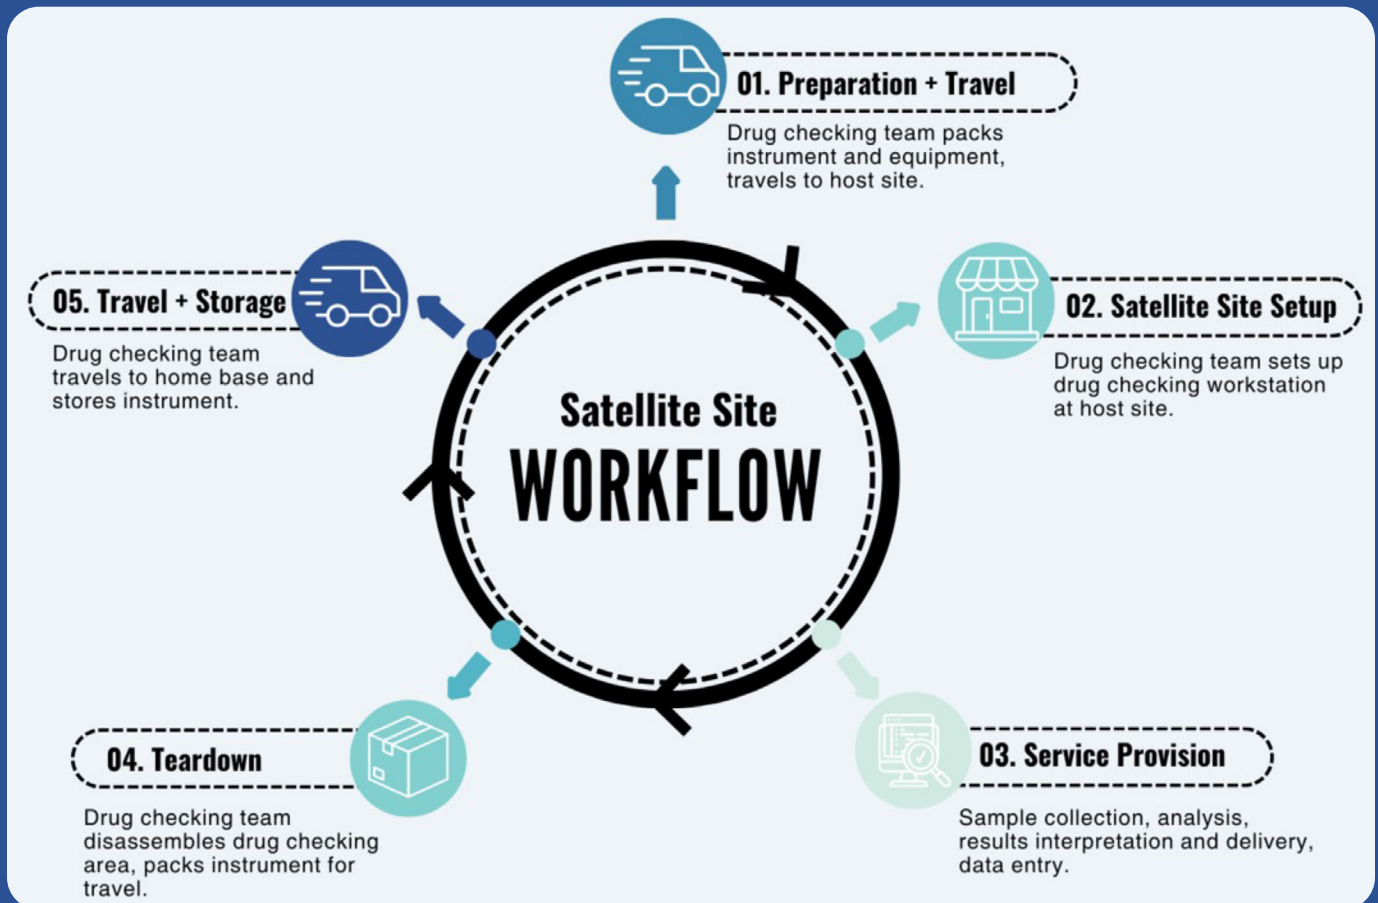 01. Preparation + Travel
Drug checking team packs
instrument and equipment,
travels to host site.
02. Satellite Site Setup
Drug checking team sets up
drug checking workstation
at host site.
03. Service Provision
Sample collection, analysis,
results interpretation and delivery,
data entry.
04. Teardown
Drug checking team
disassembles drug checking
area, packs instrument for
travel.
05. Travel + Storage
Drug checking team
travels to home base and
stores instrument.
Satellite Site
WORKFLOW